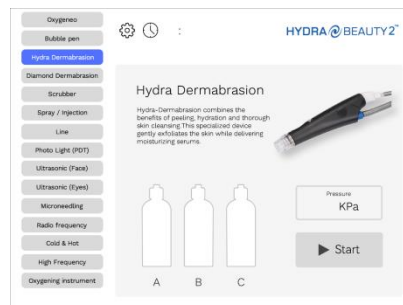 Oxygeneo
Bubble pen
Hydra Dermabrasion
Diamond Dermabrasion
Scrubber
Spray / Injection
Line
Photo Light (PDT)
Ultrasonic (Face)
Ultrasonic (Eyes)
Microneedling
Radio frequency
Cold & Hot
High Frequency
Oxygening instrument
:
HYDRA BEAUTY2™
Hydra Dermabrasion
Hydra-Dermabrasion combines the
benefits of peeling, hydration and thorough
skin cleansing.This specialized device
gently exfoliates the skin while delivering
moisturizing serums.
A B C
Pressure
KPa
Start